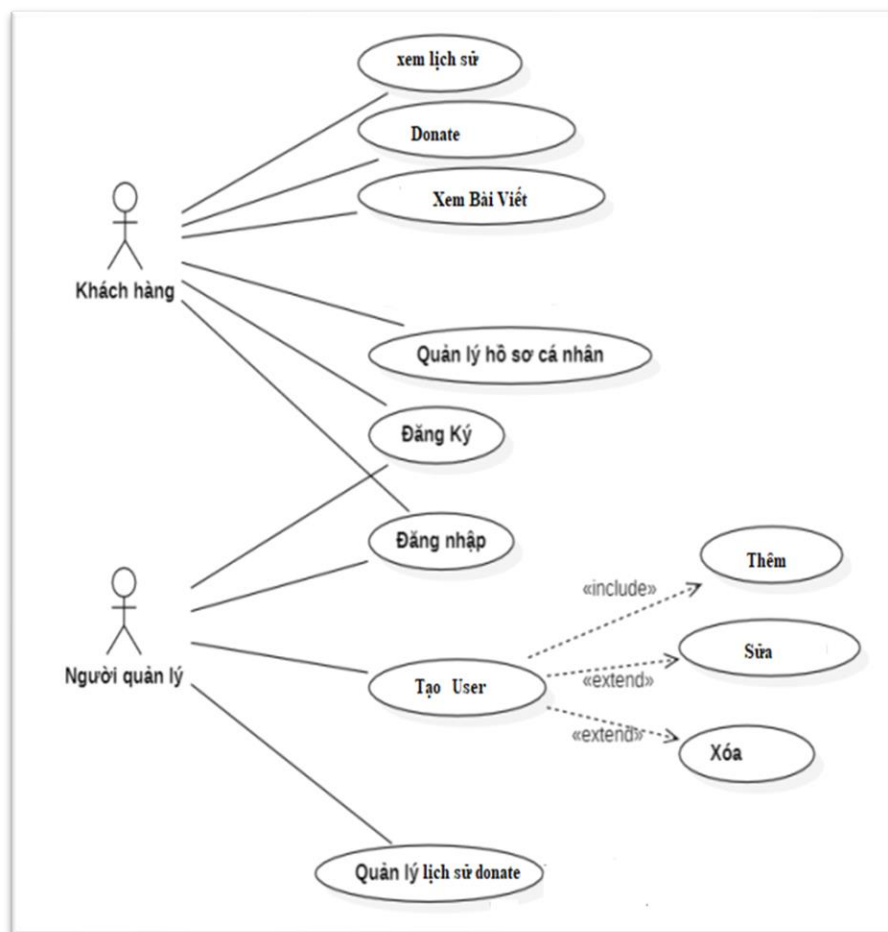 xem lịch sử
Donate
Xem Bài Viết
Khách hàng
Quản lý hồ sơ cá nhân
Đăng Ký
Đăng nhập
Thêm
«include»
Sửa
Người quản lý
Tạo User
«extend»
«extend»
Xóa
Quản lý lịch sử donate